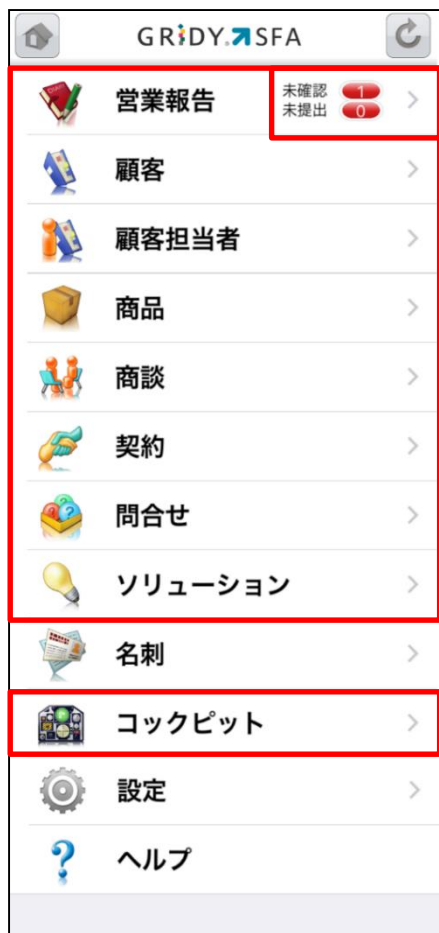 GRiDY. SFA
営業報告
未確認 1
未提出 0
顧客
顧客担当者
商品
商談
契約
問合せ
ソリューション
名刺
コックピット
設定
ヘルプ